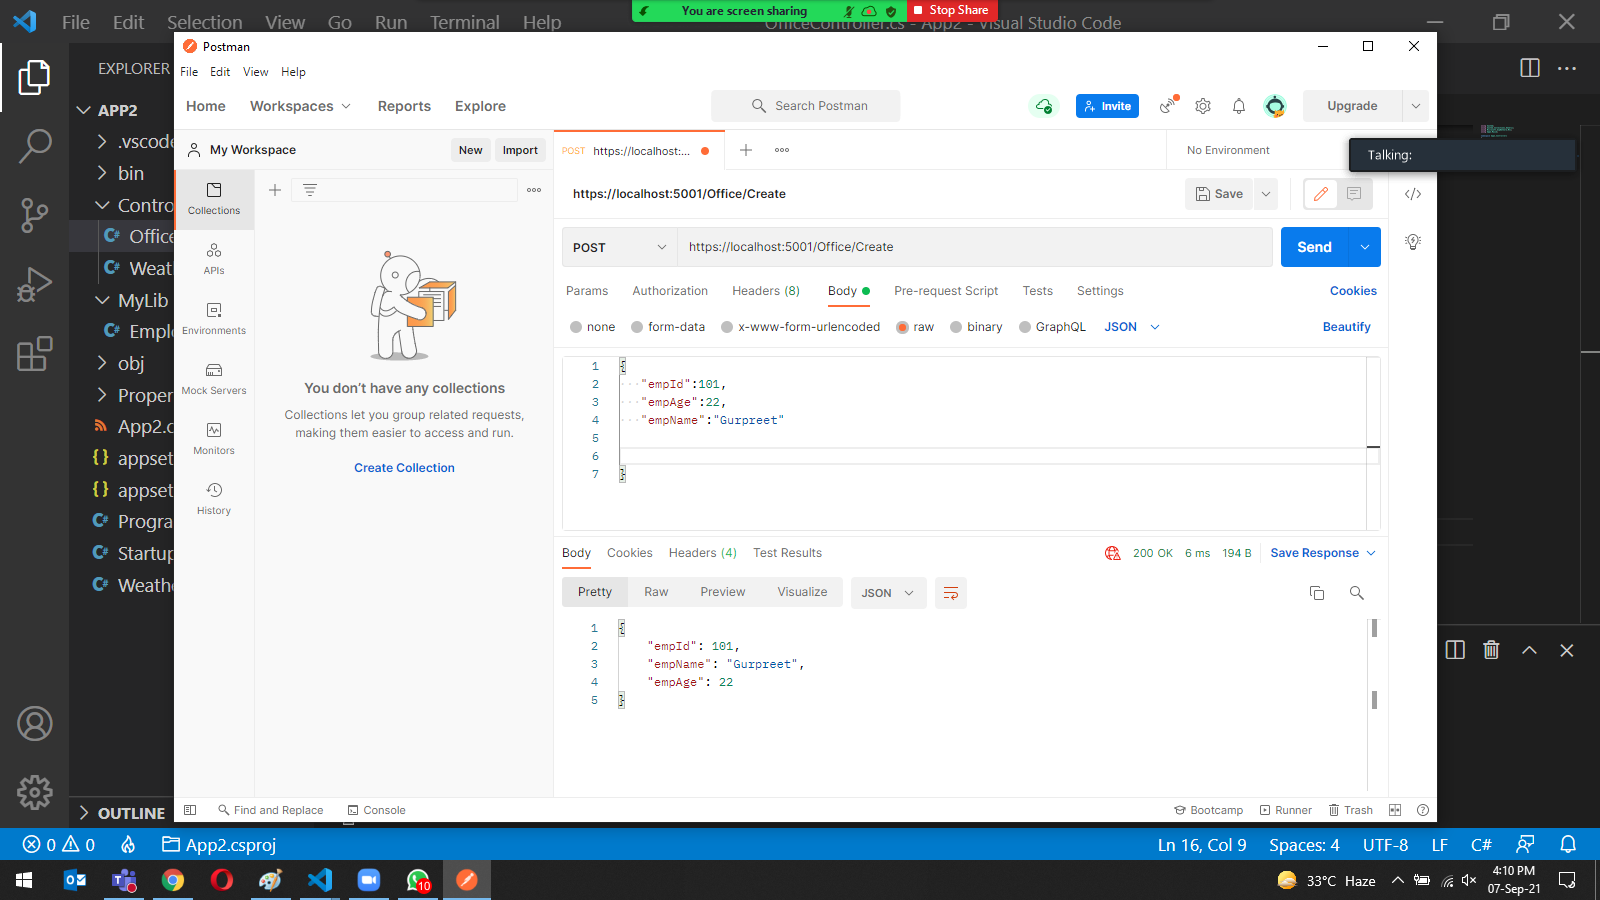 File Edit Selection View Go Run Terminal Help
You are screen sharing
Stop Share
OfficeController.cs - App2 - Visual Studio Code
Postman
File Edit View Help
Home Workspaces Reports Explore
Search Postman
Invite
Upgrade
EXPLORER
APP2
.vscode
bin
Contro
Office
Weath
MyLib
Emplo
obj
Proper
App2.c
appset
appset
Progra
Startup
Weathe
OUTLINE
My Workspace
New Import
POST https://localhost:...
No Environment
Talking:
Collections
APIs
Environments
Mock Servers
Monitors
History
You don't have any collections
Collections let you group related requests,
making them easier to access and run.
Create Collection
https://localhost:5001/Office/Create
Save
POST https://localhost:5001/Office/Create
Send
Params Authorization Headers (8) Body Pre-request Script Tests Settings Cookies
none form-data x-www-form-urlencoded raw binary GraphQL JSON Beautify
1 {
2 "empId":101,
3 "empAge":22,
4 "empName":"Gurpreet"
5
6
7 }
Body Cookies Headers (4) Test Results 200 OK 6 ms 194 B Save Response
Pretty Raw Preview Visualize JSON
1 {
2 "empId": 101,
3 "empName": "Gurpreet",
4 "empAge": 22
5 }
Find and Replace Console Bootcamp Runner Trash
0 0 App2.csproj Ln 16, Col 9 Spaces: 4 UTF-8 LF C#
10
33°C Haze
4:10 PM
07-Sep-21